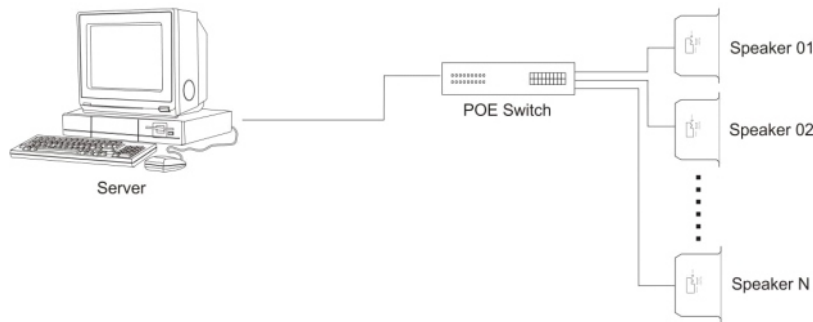 Speaker 01
POE Switch
Speaker 02
Server
Speaker N